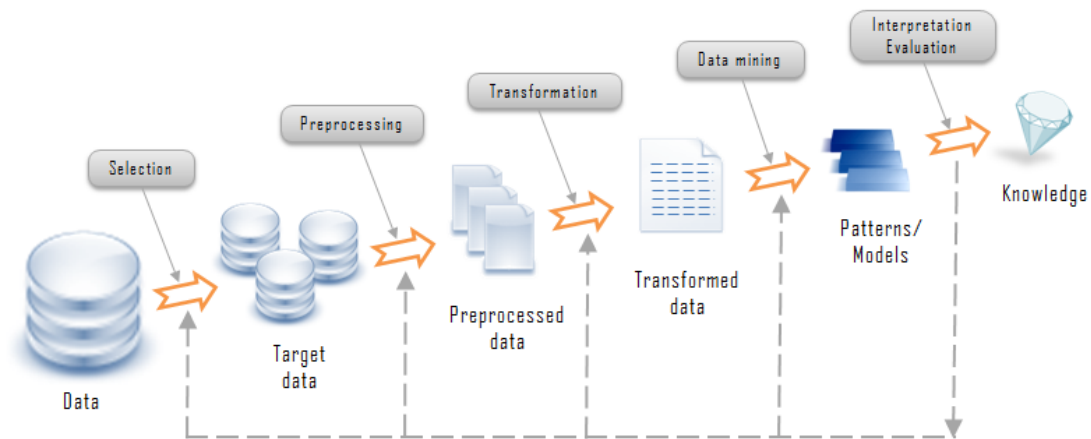 Interpretation
Evaluation
Data mining
Transformation
Preprocessing
Selection
Knowledge
Patterns/
Models
Transformed
data
Preprocessed
data
Target
data
Data